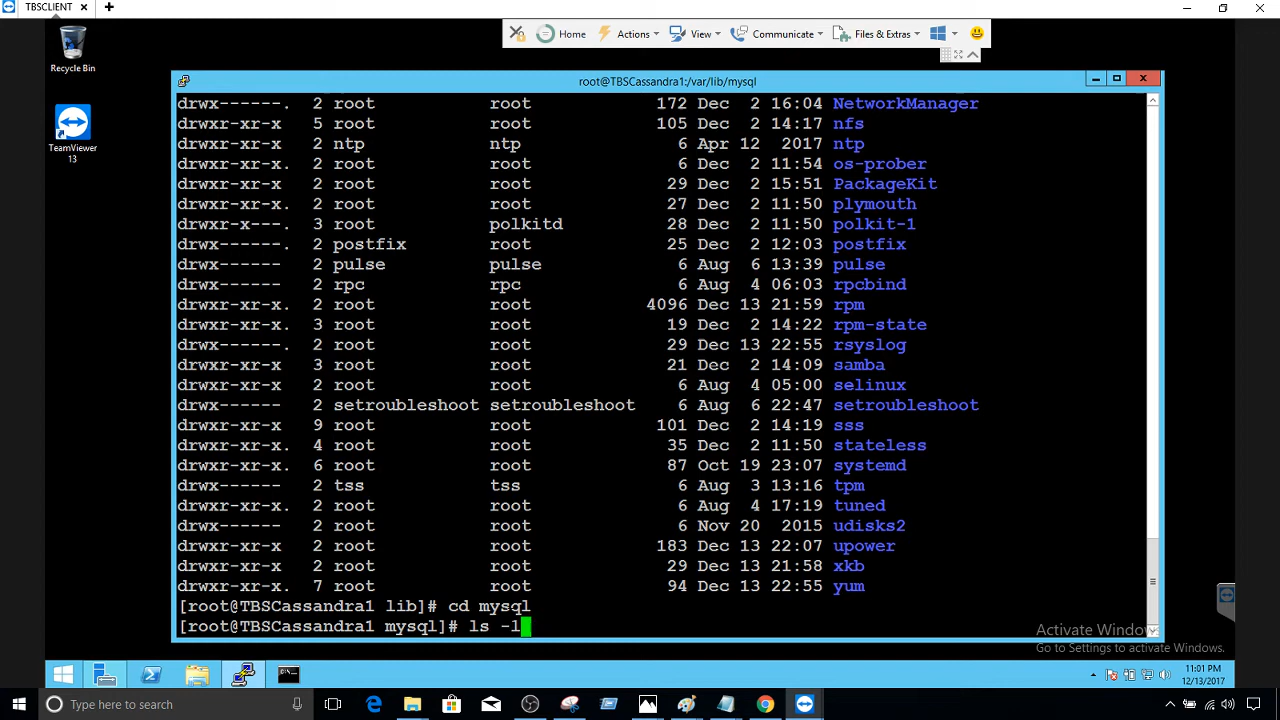 TBSCLIENT
Home
Actions
View
Communicate
Files & Extras
Recycle Bin
TeamViewer
13
root@TBSCassandra1:/var/lib/mysql
drwx------. 2 root root 172 Dec 2 16:04 NetworkManager
drwxr-xr-x 5 root root 105 Dec 2 14:17 nfs
drwxr-xr-x 2 ntp ntp 6 Apr 12 2017 ntp
drwxr-xr-x. 2 root root 6 Dec 2 11:54 os-prober
drwxr-xr-x 2 root root 29 Dec 2 15:51 PackageKit
drwxr-xr-x. 2 root root 27 Dec 2 11:50 plymouth
drwxr-x---. 3 root polkitd 28 Dec 2 11:50 polkit-1
drwx------. 2 postfix root 25 Dec 2 12:03 postfix
drwx------ 2 pulse pulse 6 Aug 6 13:39 pulse
drwx------ 2 rpc rpc 6 Aug 4 06:03 rpcbind
drwxr-xr-x. 2 root root 4096 Dec 13 21:59 rpm
drwxr-xr-x. 3 root root 19 Dec 2 14:22 rpm-state
drwx------. 2 root root 29 Dec 13 22:55 rsyslog
drwxr-xr-x 3 root root 21 Dec 2 14:09 samba
drwxr-xr-x 2 root root 6 Aug 4 05:00 selinux
drwx------ 2 setroubleshoot setroubleshoot 6 Aug 6 22:47 setroubleshoot
drwxr-xr-x 9 root root 101 Dec 2 14:19 sss
drwxr-xr-x. 4 root root 35 Dec 2 11:50 stateless
drwxr-xr-x. 6 root root 87 Oct 19 23:07 systemd
drwx------ 2 tss tss 6 Aug 3 13:16 tpm
drwxr-xr-x. 2 root root 6 Aug 4 17:19 tuned
drwx------ 2 root root 6 Nov 20 2015 udisks2
drwxr-xr-x 2 root root 183 Dec 13 22:07 upower
drwxr-xr-x 2 root root 29 Dec 13 21:58 xkb
drwxr-xr-x. 7 root root 94 Dec 13 22:55 yum
[root@TBSCassandra1 lib]# cd mysql
[root@TBSCassandra1 mysql]# ls -l
Activate Windows
Go to Settings to activate Windows.
11:01 PM
12/13/2017
Type here to search